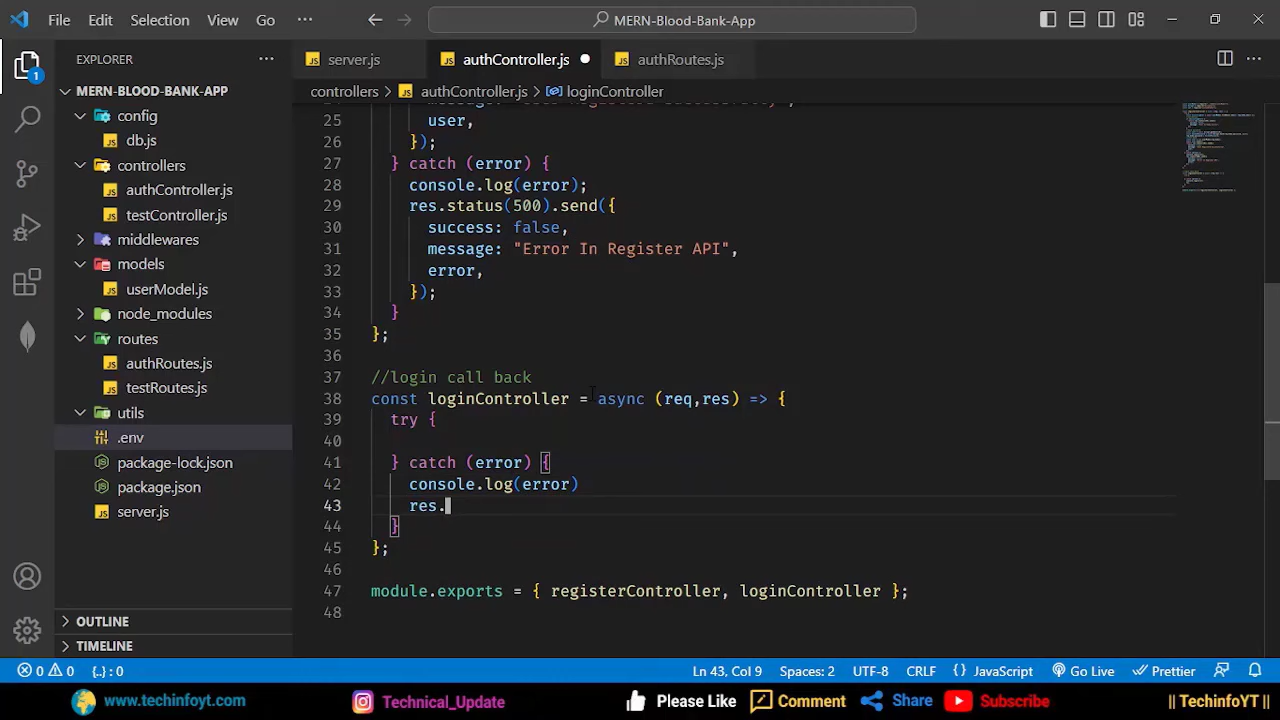 File Edit Selection View Go ··· MERN-Blood-Bank-App
EXPLORER ···
MERN-BLOOD-BANK-APP
config
db.js
controllers
authController.js
testController.js
middlewares
models
userModel.js
node_modules
routes
authRoutes.js
testRoutes.js
utils
.env
package-lock.json
package.json
server.js
OUTLINE
TIMELINE
1
server.js authController.js authRoutes.js
controllers > authController.js > loginController
25 user,
26 });
27 } catch (error) {
28 console.log(error);
29 res.status(500).send({
30 success: false,
31 message: "Error In Register API",
32 error,
33 });
34 }
35 };
36
37 //login call back
38 const loginController = async (req,res) => {
39 try {
40
41 } catch (error) {
42 console.log(error)
43 res.
44 }
45 };
46
47 module.exports = { registerController, loginController };
48
0 0 {..} : 0 Ln 43, Col 9 Spaces: 2 UTF-8 CRLF {} JavaScript Go Live Prettier
www.techinfoyt.com Technical_Update Please Like Comment Share Subscribe || TechinfoYT ||